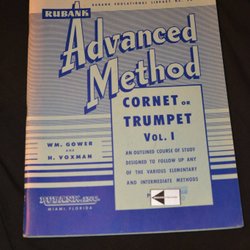 RUBANK EDUCATIONAL LIBRARY No.
RUBANK
Advanced
Method
CORNET OR
TRUMPET
VOL. I
WM. GOWER
AND
H. VOXMAN
AN OUTLINED COURSE OF STUDY
DESIGNED TO FOLLOW UP ANY
OF THE VARIOUS ELEMENTARY
AND INTERMEDIATE METHODS
RUBANK, INC.
MIAMI, FLORIDA